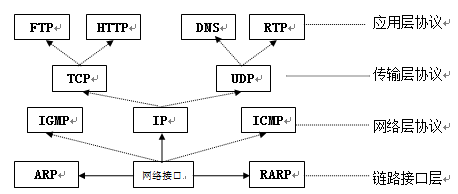 FTP HTTP DNS RTP 应用层协议
TCP UDP 传输层协议
IGMP IP ICMP 网络层协议
ARP 网络接口 RARP 链路接口层